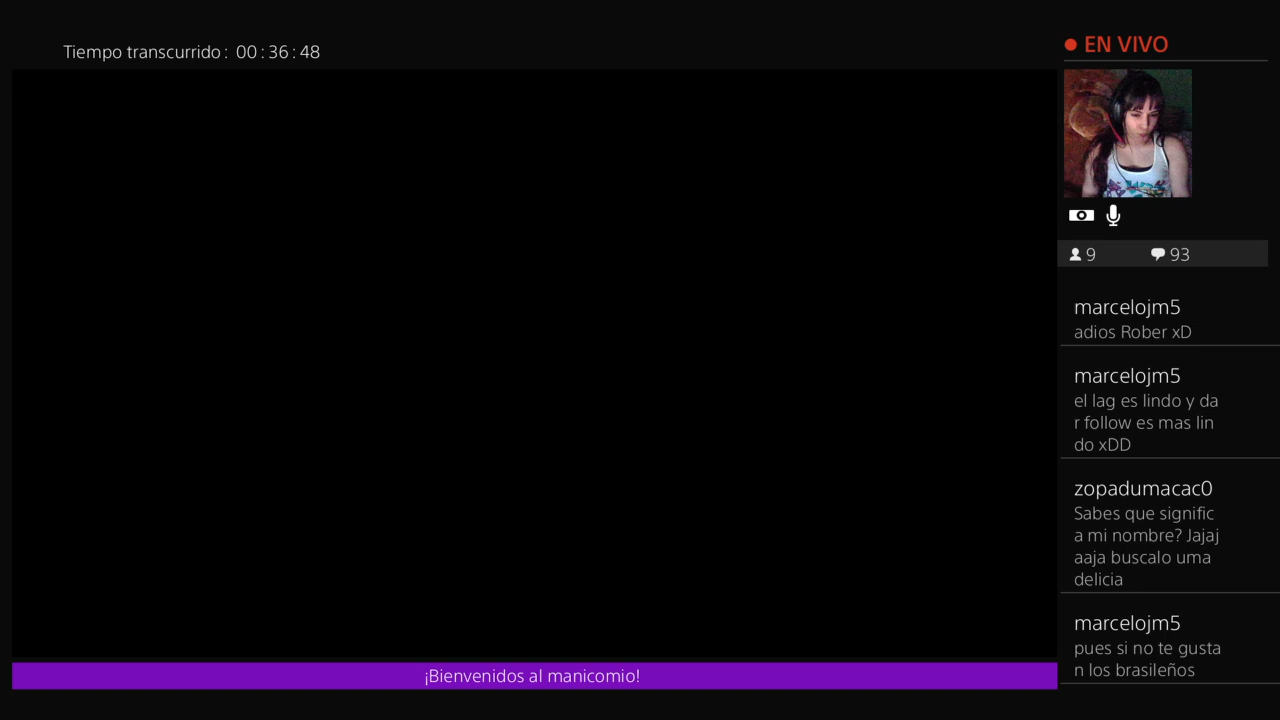 Tiempo transcurrido : 00 : 36 : 48
EN VIVO
9 93
marcelojm5
adios Rober xD
marcelojm5
el lag es lindo y da
r follow es mas lin
do xDD
zopadumacac0
Sabes que signific
a mi nombre? Jajaj
aaja buscalo uma
delicia
marcelojm5
pues si no te gusta
n los brasileños
¡Bienvenidos al manicomio!